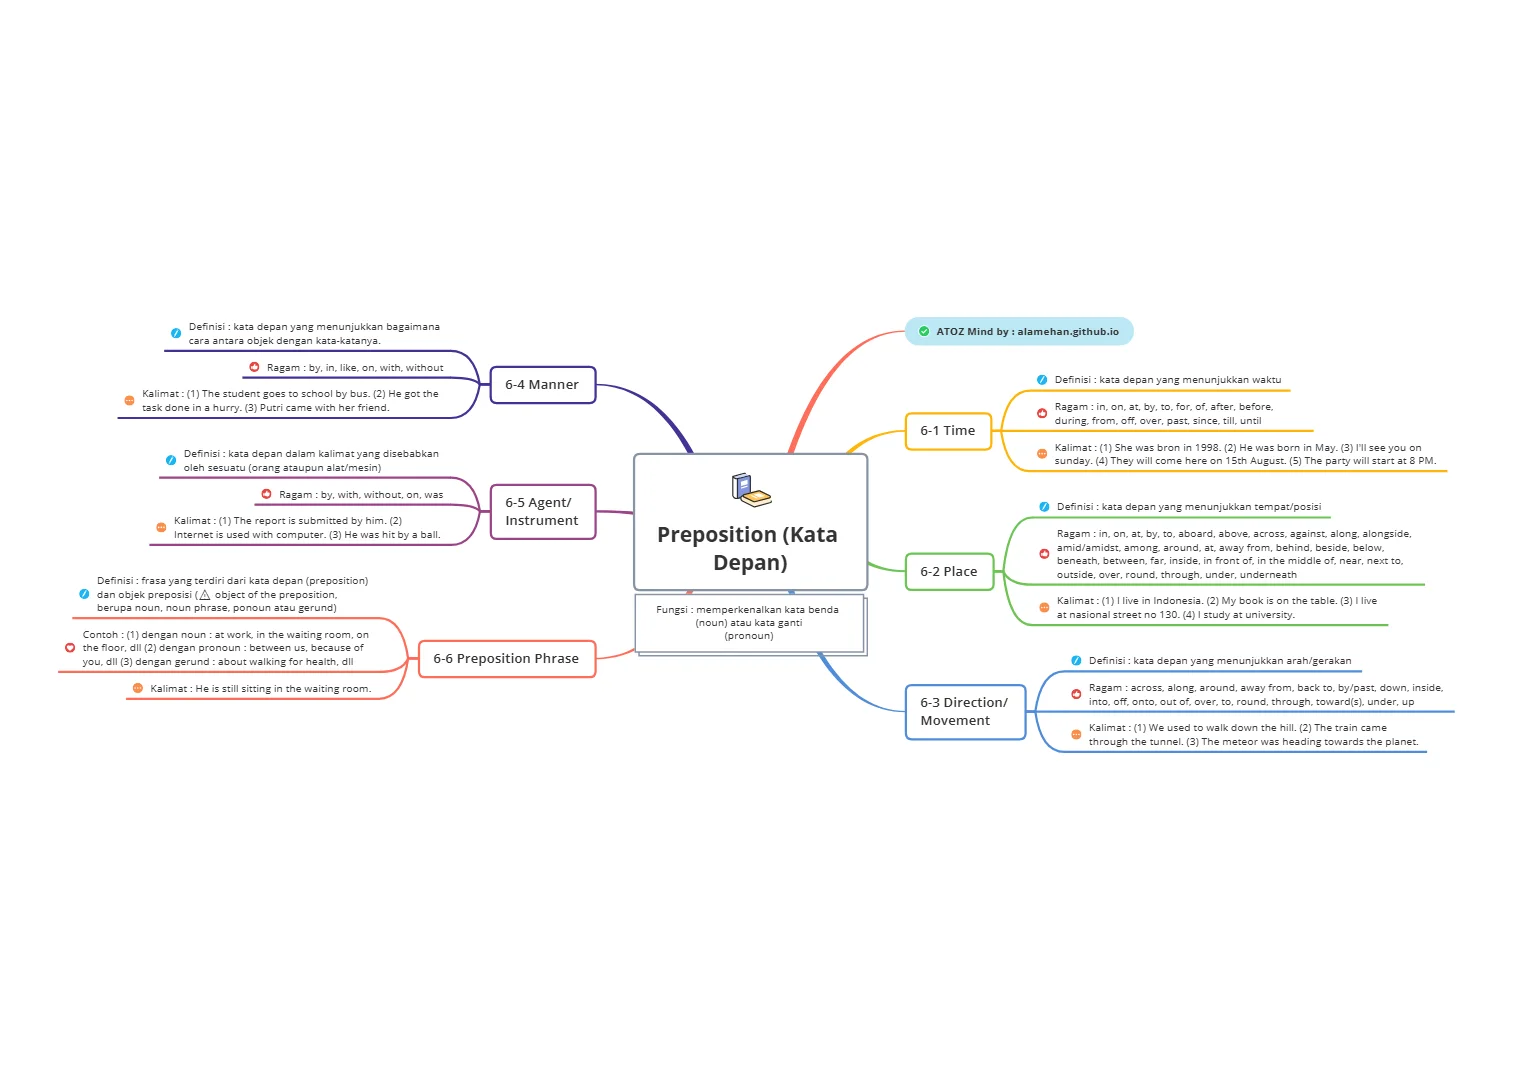 Preposition (Kata
Depan)
Fungsi : memperkenalkan kata benda
(noun) atau kata ganti
(pronoun)
ATOZ Mind by : alamehan.github.io
6-1 Time
Definisi : kata depan yang menunjukkan waktu
Ragam : in, on, at, by, to, for, of, after, before,
during, from, off, over, past, since, till, until
Kalimat : (1) She was bron in 1998. (2) He was born in May. (3) I'll see you on
sunday. (4) They will come here on 15th August. (5) The party will start at 8 PM.
6-2 Place
Definisi : kata depan yang menunjukkan tempat/posisi
Ragam : in, on, at, by, to, aboard, above, across, against, along, alongside,
amid/amidst, among, around, at, away from, behind, beside, below,
beneath, between, far, inside, in front of, in the middle of, near, next to,
outside, over, round, through, under, underneath
Kalimat : (1) I live in Indonesia. (2) My book is on the table. (3) I live
at nasional street no 130. (4) I study at university.
6-3 Direction/
Movement
Definisi : kata depan yang menunjukkan arah/gerakan
Ragam : across, along, around, away from, back to, by/past, down, inside,
into, off, onto, out of, over, to, round, through, toward(s), under, up
Kalimat : (1) We used to walk down the hill. (2) The train came
through the tunnel. (3) The meteor was heading towards the planet.
6-4 Manner
Definisi : kata depan yang menunjukkan bagaimana
cara antara objek dengan kata-katanya.
Ragam : by, in, like, on, with, without
Kalimat : (1) The student goes to school by bus. (2) He got the
task done in a hurry. (3) Putri came with her friend.
6-5 Agent/
Instrument
Definisi : kata depan dalam kalimat yang disebabkan
oleh sesuatu (orang ataupun alat/mesin)
Ragam : by, with, without, on, was
Kalimat : (1) The report is submitted by him. (2)
Internet is used with computer. (3) He was hit by a ball.
6-6 Preposition Phrase
Definisi : frasa yang terdiri dari kata depan (preposition)
dan objek preposisi (⚠ object of the preposition,
berupa noun, noun phrase, ponoun atau gerund)
Contoh : (1) dengan noun : at work, in the waiting room, on
the floor, dll (2) dengan pronoun : between us, because of
you, dll (3) dengan gerund : about walking for health, dll
Kalimat : He is still sitting in the waiting room.